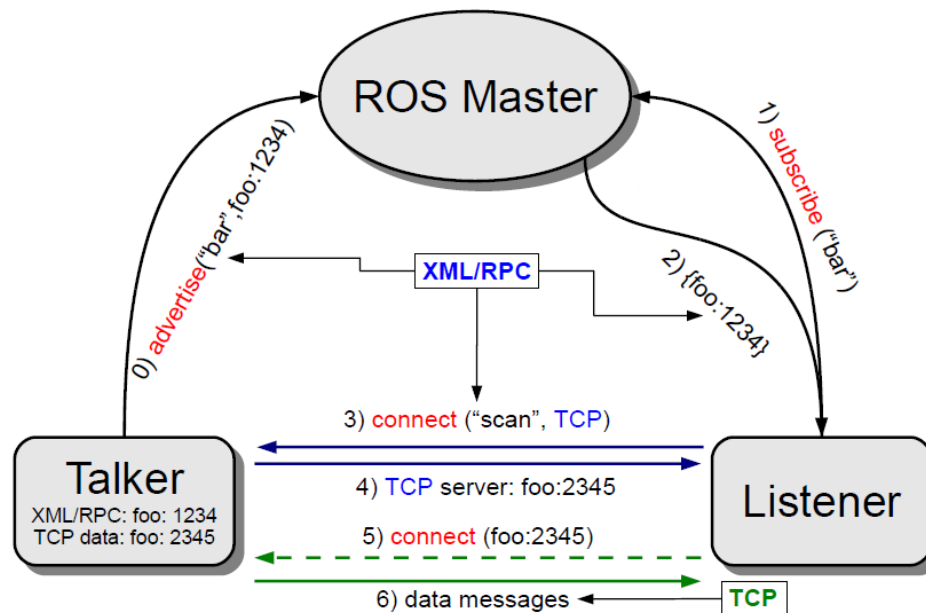 ROS Master
0) advertise(“bar”,foo:1234)
1) subscribe (“bar”)
XML/RPC
2) {foo:1234}
3) connect (“scan”, TCP)
Talker
XML/RPC: foo: 1234
TCP data: foo: 2345
4) TCP server: foo:2345
Listener
5) connect (foo:2345)
6) data messages
TCP